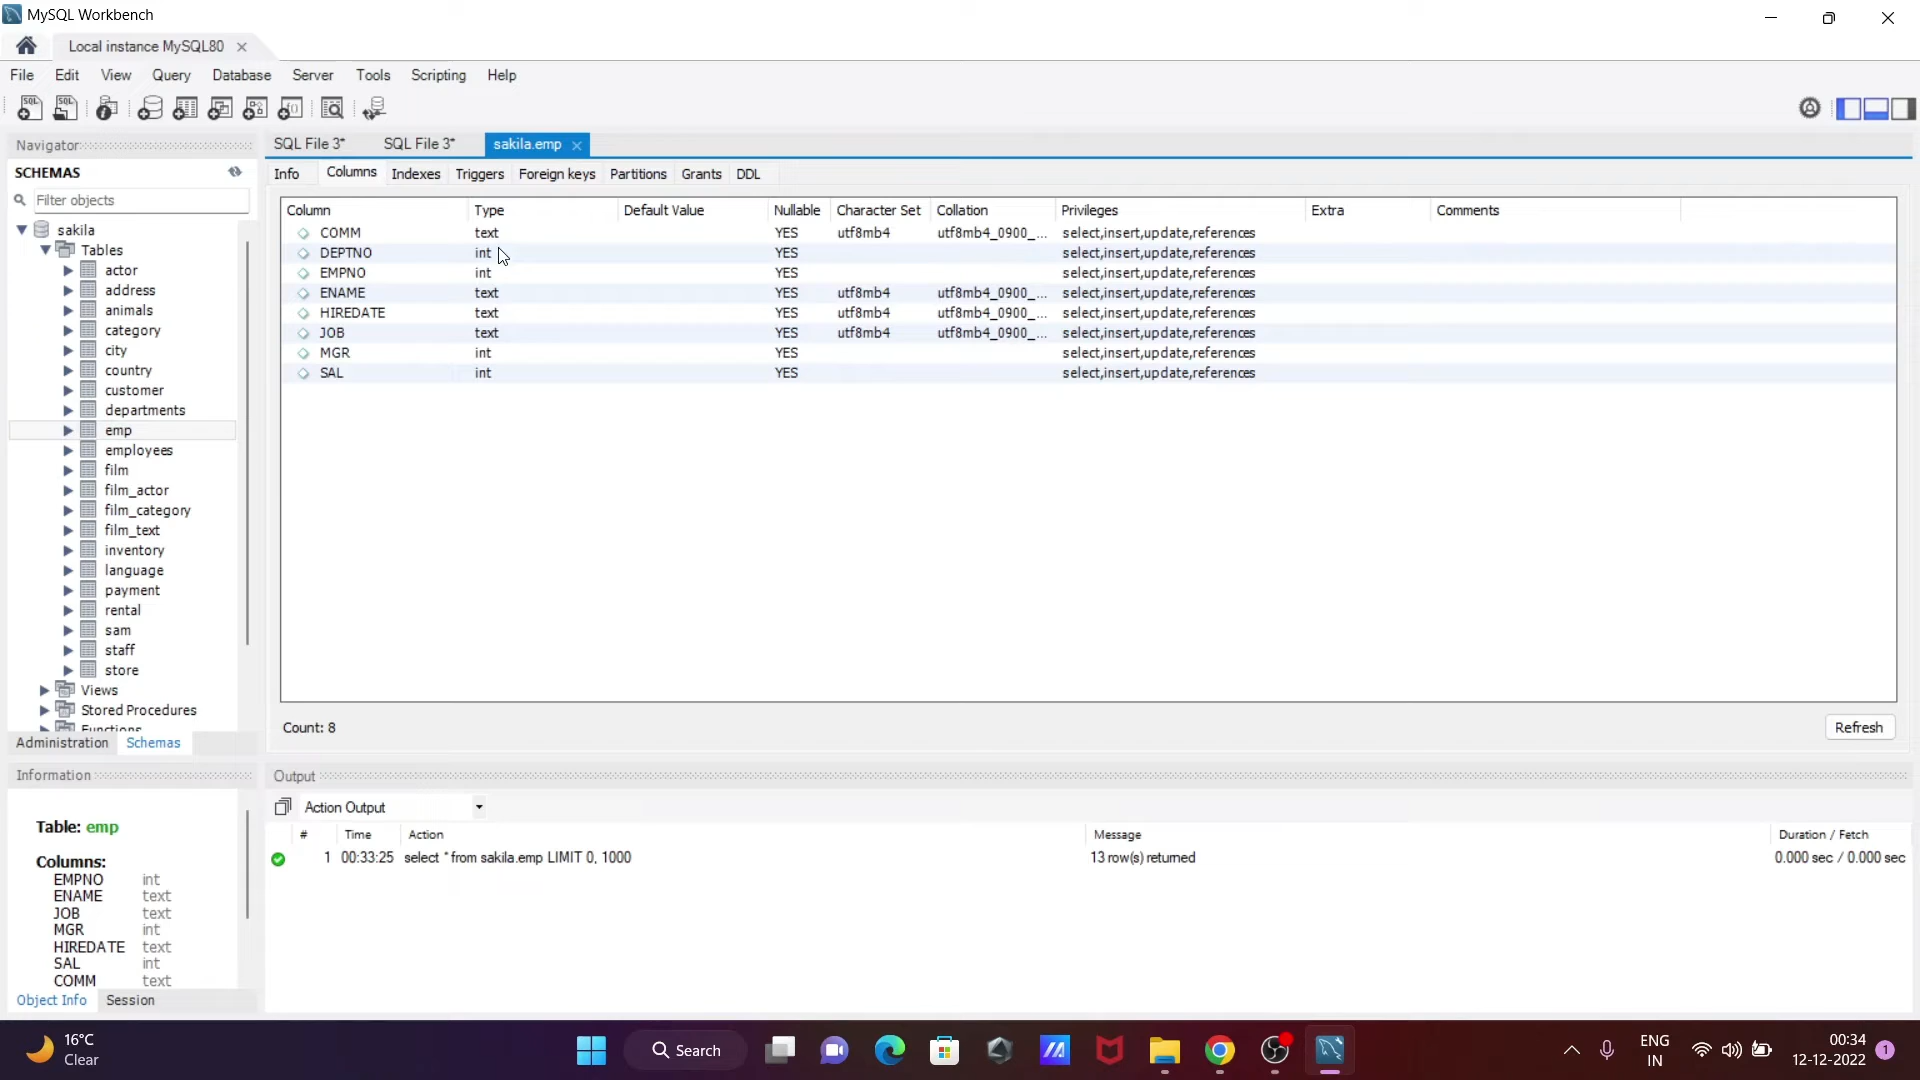 MySQL Workbench
Local instance MySQL80
File Edit View Query Database Server Tools Scripting Help
Navigator
SCHEMAS
Filter objects
sakila
Tables
actor
address
animals
category
city
country
customer
departments
emp
employees
film
film_actor
film_category
film_text
inventory
language
payment
rental
sam
staff
store
Views
Stored Procedures
Functions
Administration Schemas
SQL File 3* SQL File 3* sakila.emp
Info Columns Indexes Triggers Foreign keys Partitions Grants DDL
Column Type Default Value Nullable Character Set Collation Privileges Extra Comments
COMM text YES utf8mb4 utf8mb4_0900_... select,insert,update,references
DEPTNO int YES select,insert,update,references
EMPNO int YES select,insert,update,references
ENAME text YES utf8mb4 utf8mb4_0900_... select,insert,update,references
HIREDATE text YES utf8mb4 utf8mb4_0900_... select,insert,update,references
JOB text YES utf8mb4 utf8mb4_0900_... select,insert,update,references
MGR int YES select,insert,update,references
SAL int YES select,insert,update,references
Count: 8
Refresh
Information
Table: emp
Columns:
EMPNO int
ENAME text
JOB text
MGR int
HIREDATE text
SAL int
COMM text
Object Info Session
Output
Action Output
# Time Action Message Duration / Fetch
1 00:33:25 select * from sakila.emp LIMIT 0, 1000 13 row(s) returned 0.000 sec / 0.000 sec
16°C
Clear
Search
ENG
IN
00:34
12-12-2022
1